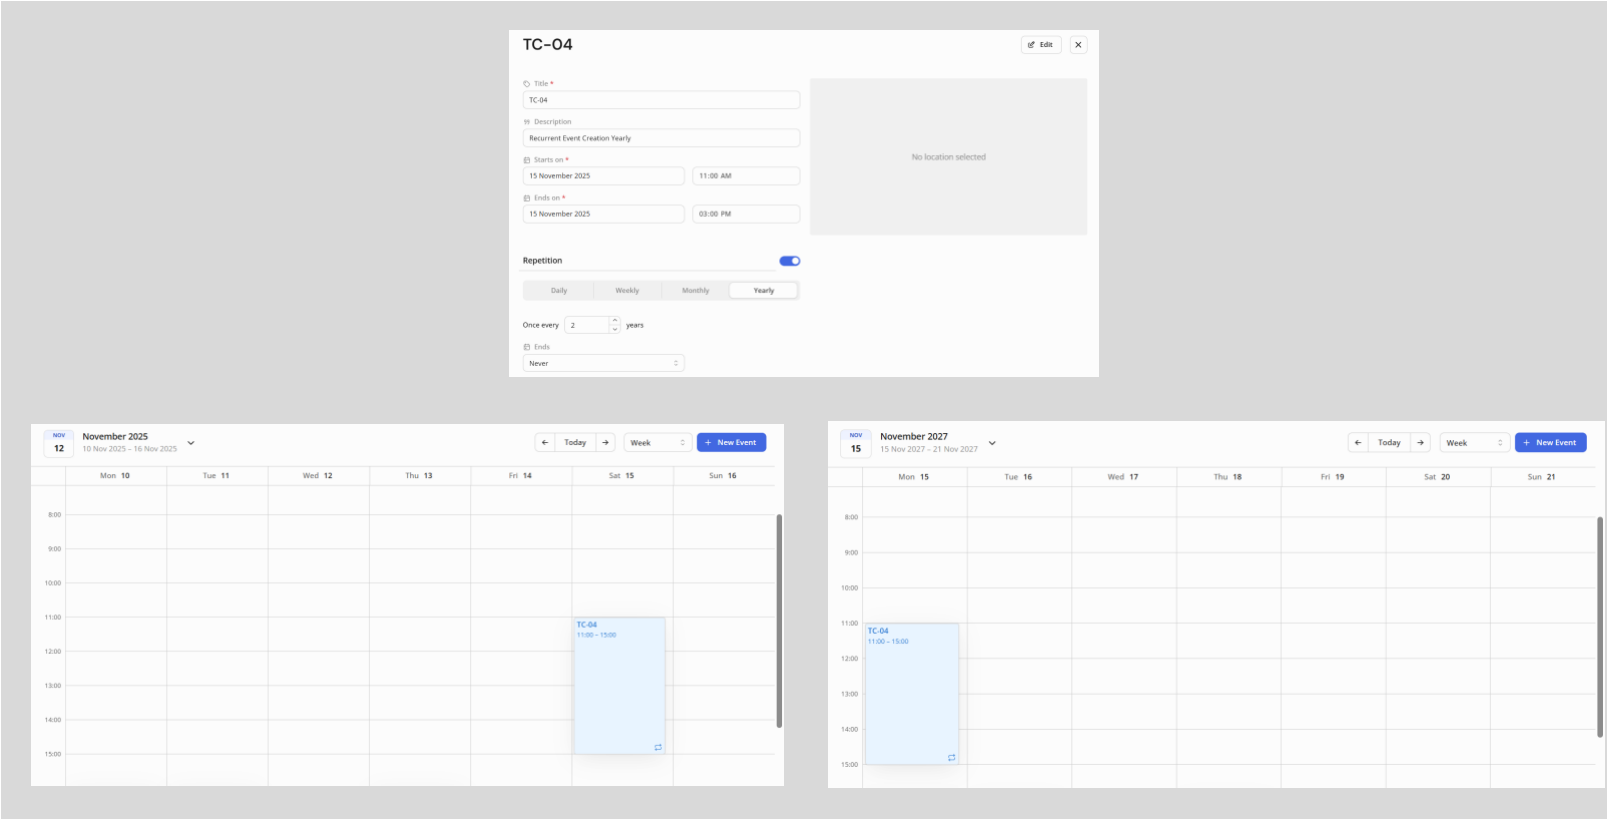 TC-04
Edit
Title *
TC-04
Description
Recurrent Event Creation Yearly
Starts on *
15 November 2025 11:00 AM
Ends on *
15 November 2025 03:00 PM
No location selected
Repetition
Daily Weekly Monthly Yearly
Once every 2 years
Ends
Never
NOV
12
November 2025
10 Nov 2025 – 16 Nov 2025
Today
Week
+ New Event
Mon 10 Tue 11 Wed 12 Thu 13 Fri 14 Sat 15 Sun 16
8:00
9:00
10:00
11:00
12:00
13:00
14:00
15:00
TC-04
11:00 – 15:00
NOV
15
November 2027
15 Nov 2027 – 21 Nov 2027
Today
Week
+ New Event
Mon 15 Tue 16 Wed 17 Thu 18 Fri 19 Sat 20 Sun 21
8:00
9:00
10:00
11:00
12:00
13:00
14:00
15:00
TC-04
11:00 – 15:00